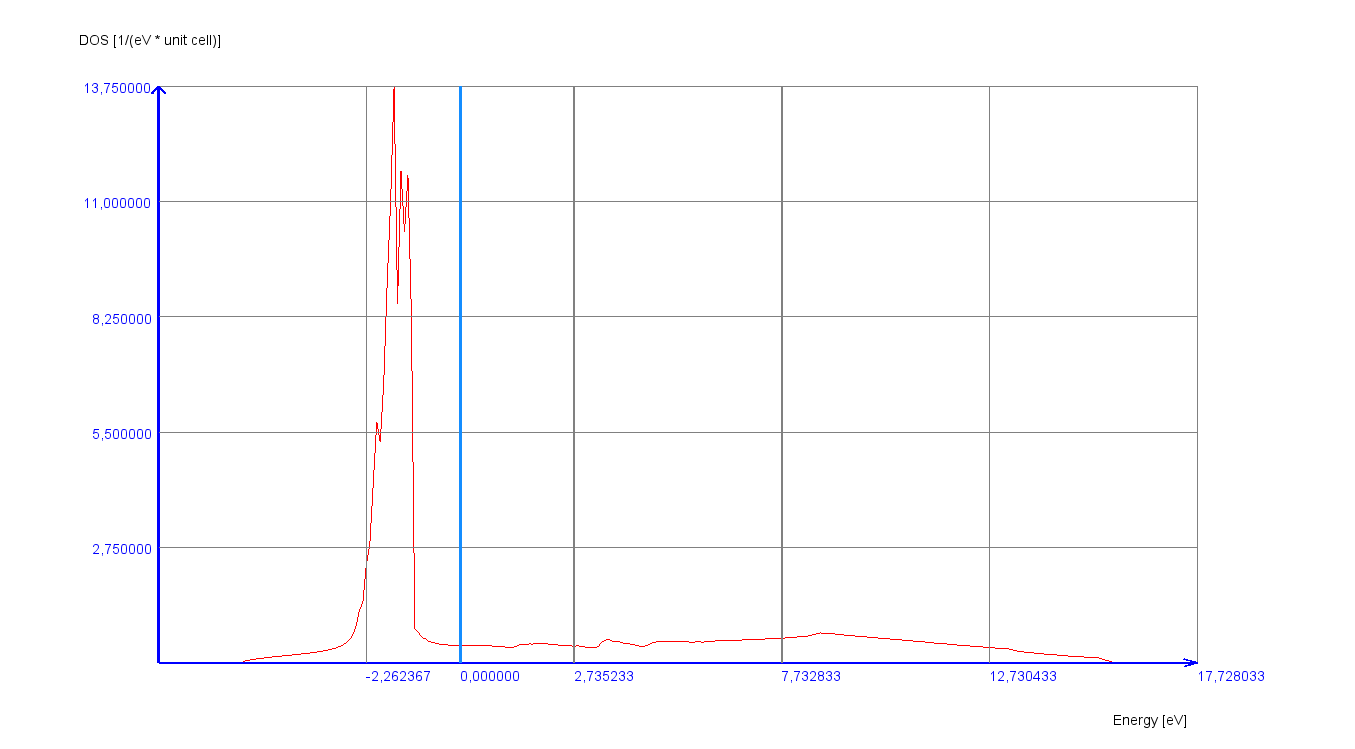 DOS [1/(eV * unit cell)]
13,750000
11,000000
8,250000
5,500000
2,750000
-2,262367 0,000000 2,735233 7,732833 12,730433 17,728033
Energy [eV]